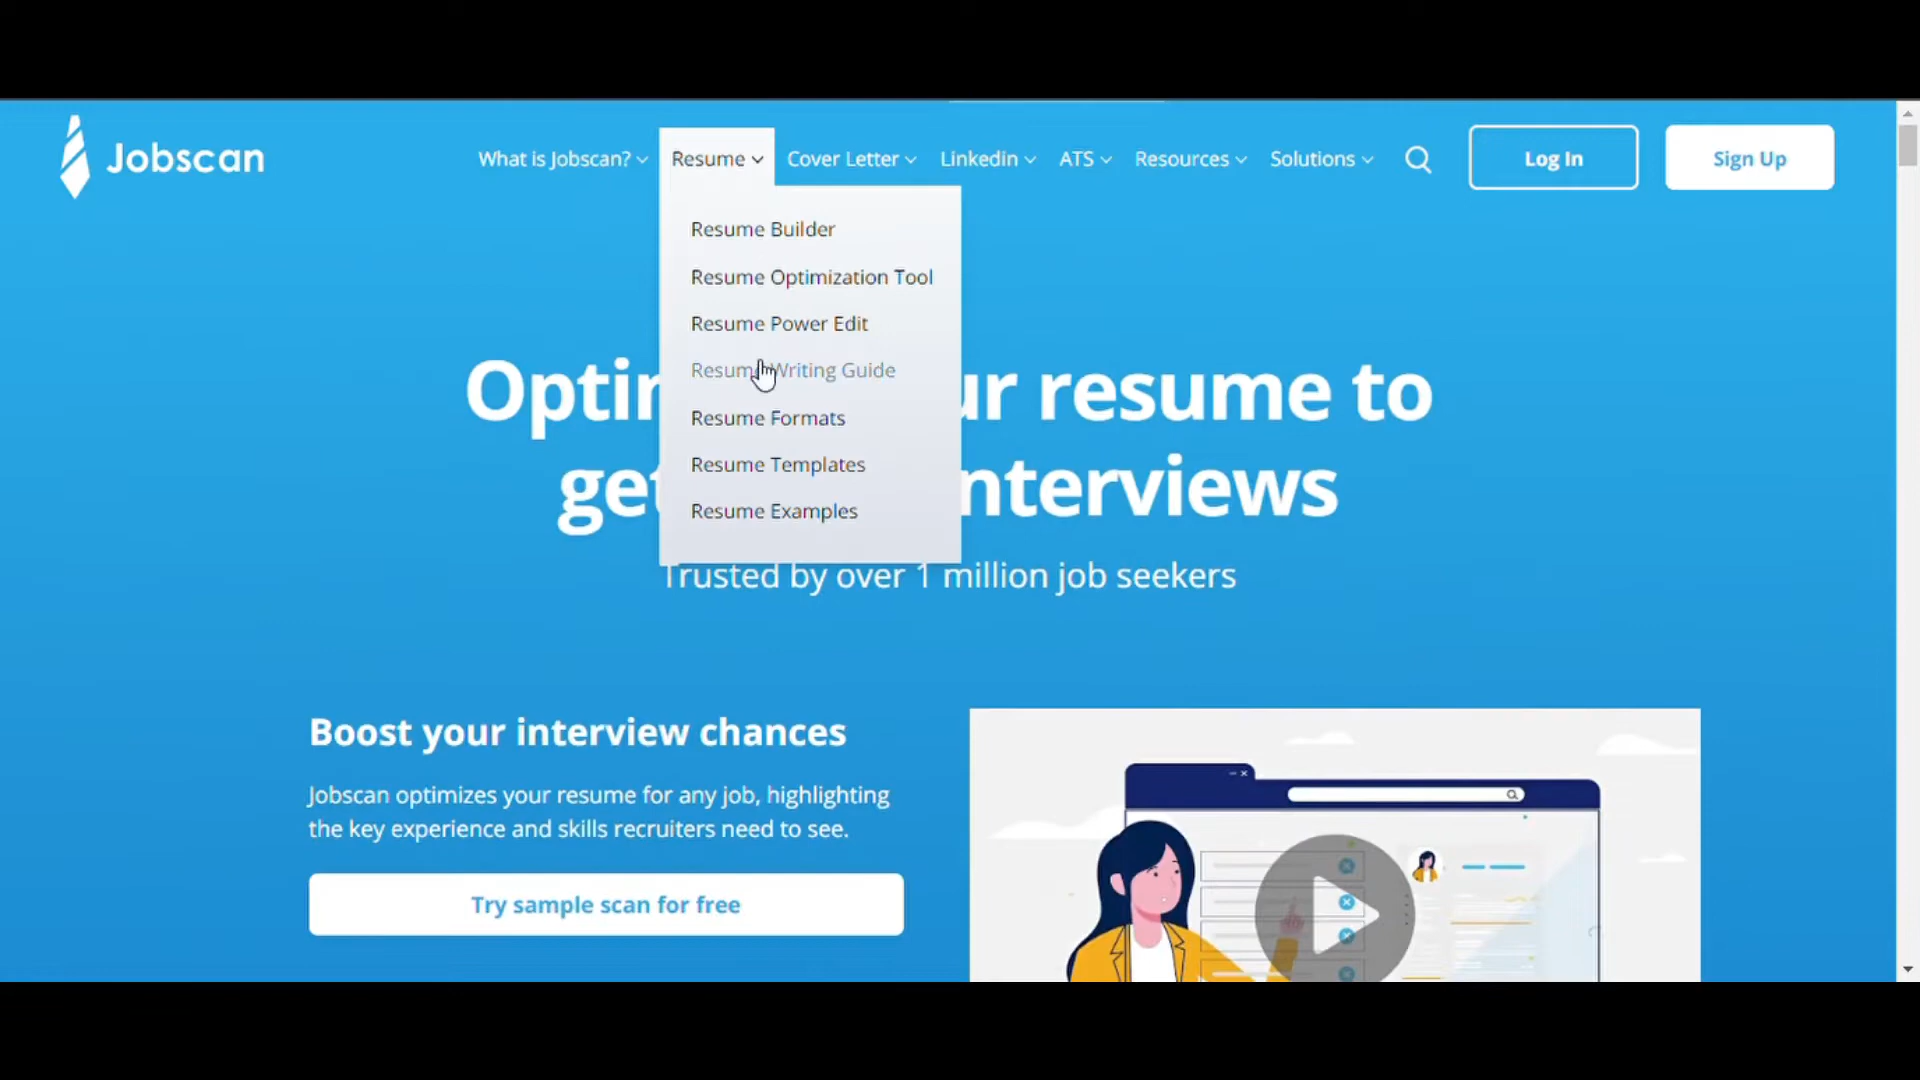 Jobscan
What is Jobscan? Resume Cover Letter Linkedin ATS Resources Solutions Log In Sign Up
Resume Builder
Resume Optimization Tool
Resume Power Edit
Resume Writing Guide
Resume Formats
Resume Templates
Resume Examples
Optim ur resume to
get nterviews
Trusted by over 1 million job seekers
Boost your interview chances
Jobscan optimizes your resume for any job, highlighting
the key experience and skills recruiters need to see.
Try sample scan for free